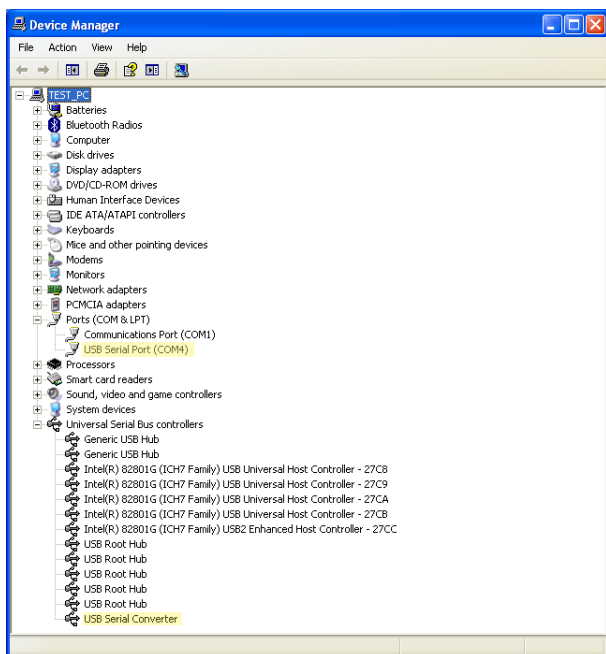 Device Manager
File Action View Help
TEST_PC
Batteries
Bluetooth Radios
Computer
Disk drives
Display adapters
DVD/CD-ROM drives
Human Interface Devices
IDE ATA/ATAPI controllers
Keyboards
Mice and other pointing devices
Modems
Monitors
Network adapters
PCMCIA adapters
Ports (COM & LPT)
Communications Port (COM1)
USB Serial Port (COM4)
Processors
Smart card readers
Sound, video and game controllers
System devices
Universal Serial Bus controllers
Generic USB Hub
Generic USB Hub
Intel(R) 82801G (ICH7 Family) USB Universal Host Controller - 27C8
Intel(R) 82801G (ICH7 Family) USB Universal Host Controller - 27C9
Intel(R) 82801G (ICH7 Family) USB Universal Host Controller - 27CA
Intel(R) 82801G (ICH7 Family) USB Universal Host Controller - 27CB
Intel(R) 82801G (ICH7 Family) USB2 Enhanced Host Controller - 27CC
USB Root Hub
USB Root Hub
USB Root Hub
USB Root Hub
USB Root Hub
USB Serial Converter